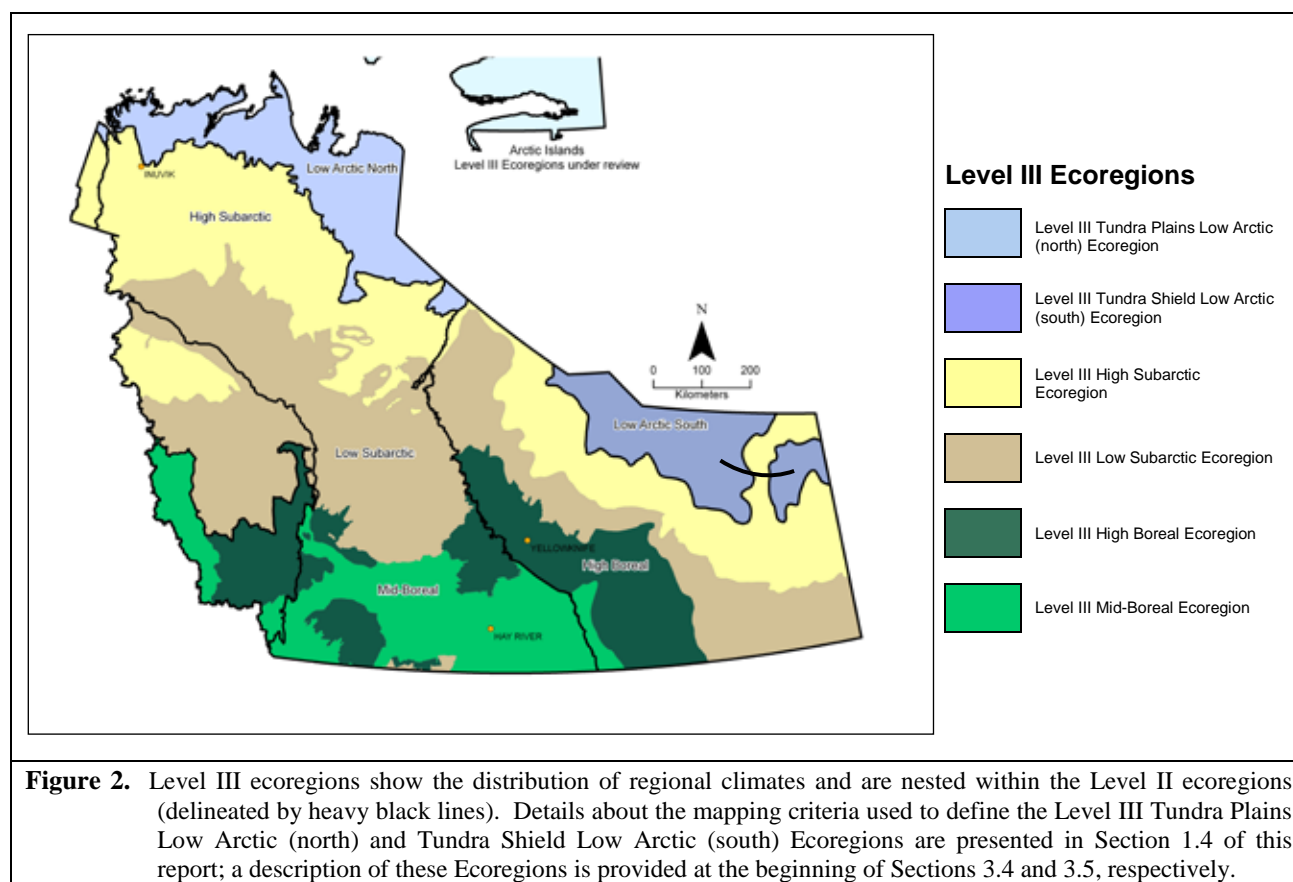 Arctic Islands
Level III Ecoregions under review
Low Arctic North
INUVIK
High Subarctic
N
0 100 200
Kilometers
Low Arctic South
Low Subarctic
YELLOWKNIFE
High Boreal
Mid-Boreal
HAY RIVER
Level III Ecoregions
Level III Tundra Plains Low Arctic
(north) Ecoregion
Level III Tundra Shield Low Arctic
(south) Ecoregion
Level III High Subarctic
Ecoregion
Level III Low Subarctic Ecoregion
Level III High Boreal Ecoregion
Level III Mid-Boreal Ecoregion
Figure 2. Level III ecoregions show the distribution of regional climates and are nested within the Level II ecoregions
(delineated by heavy black lines). Details about the mapping criteria used to define the Level III Tundra Plains
Low Arctic (north) and Tundra Shield Low Arctic (south) Ecoregions are presented in Section 1.4 of this
report; a description of these Ecoregions is provided at the beginning of Sections 3.4 and 3.5, respectively.